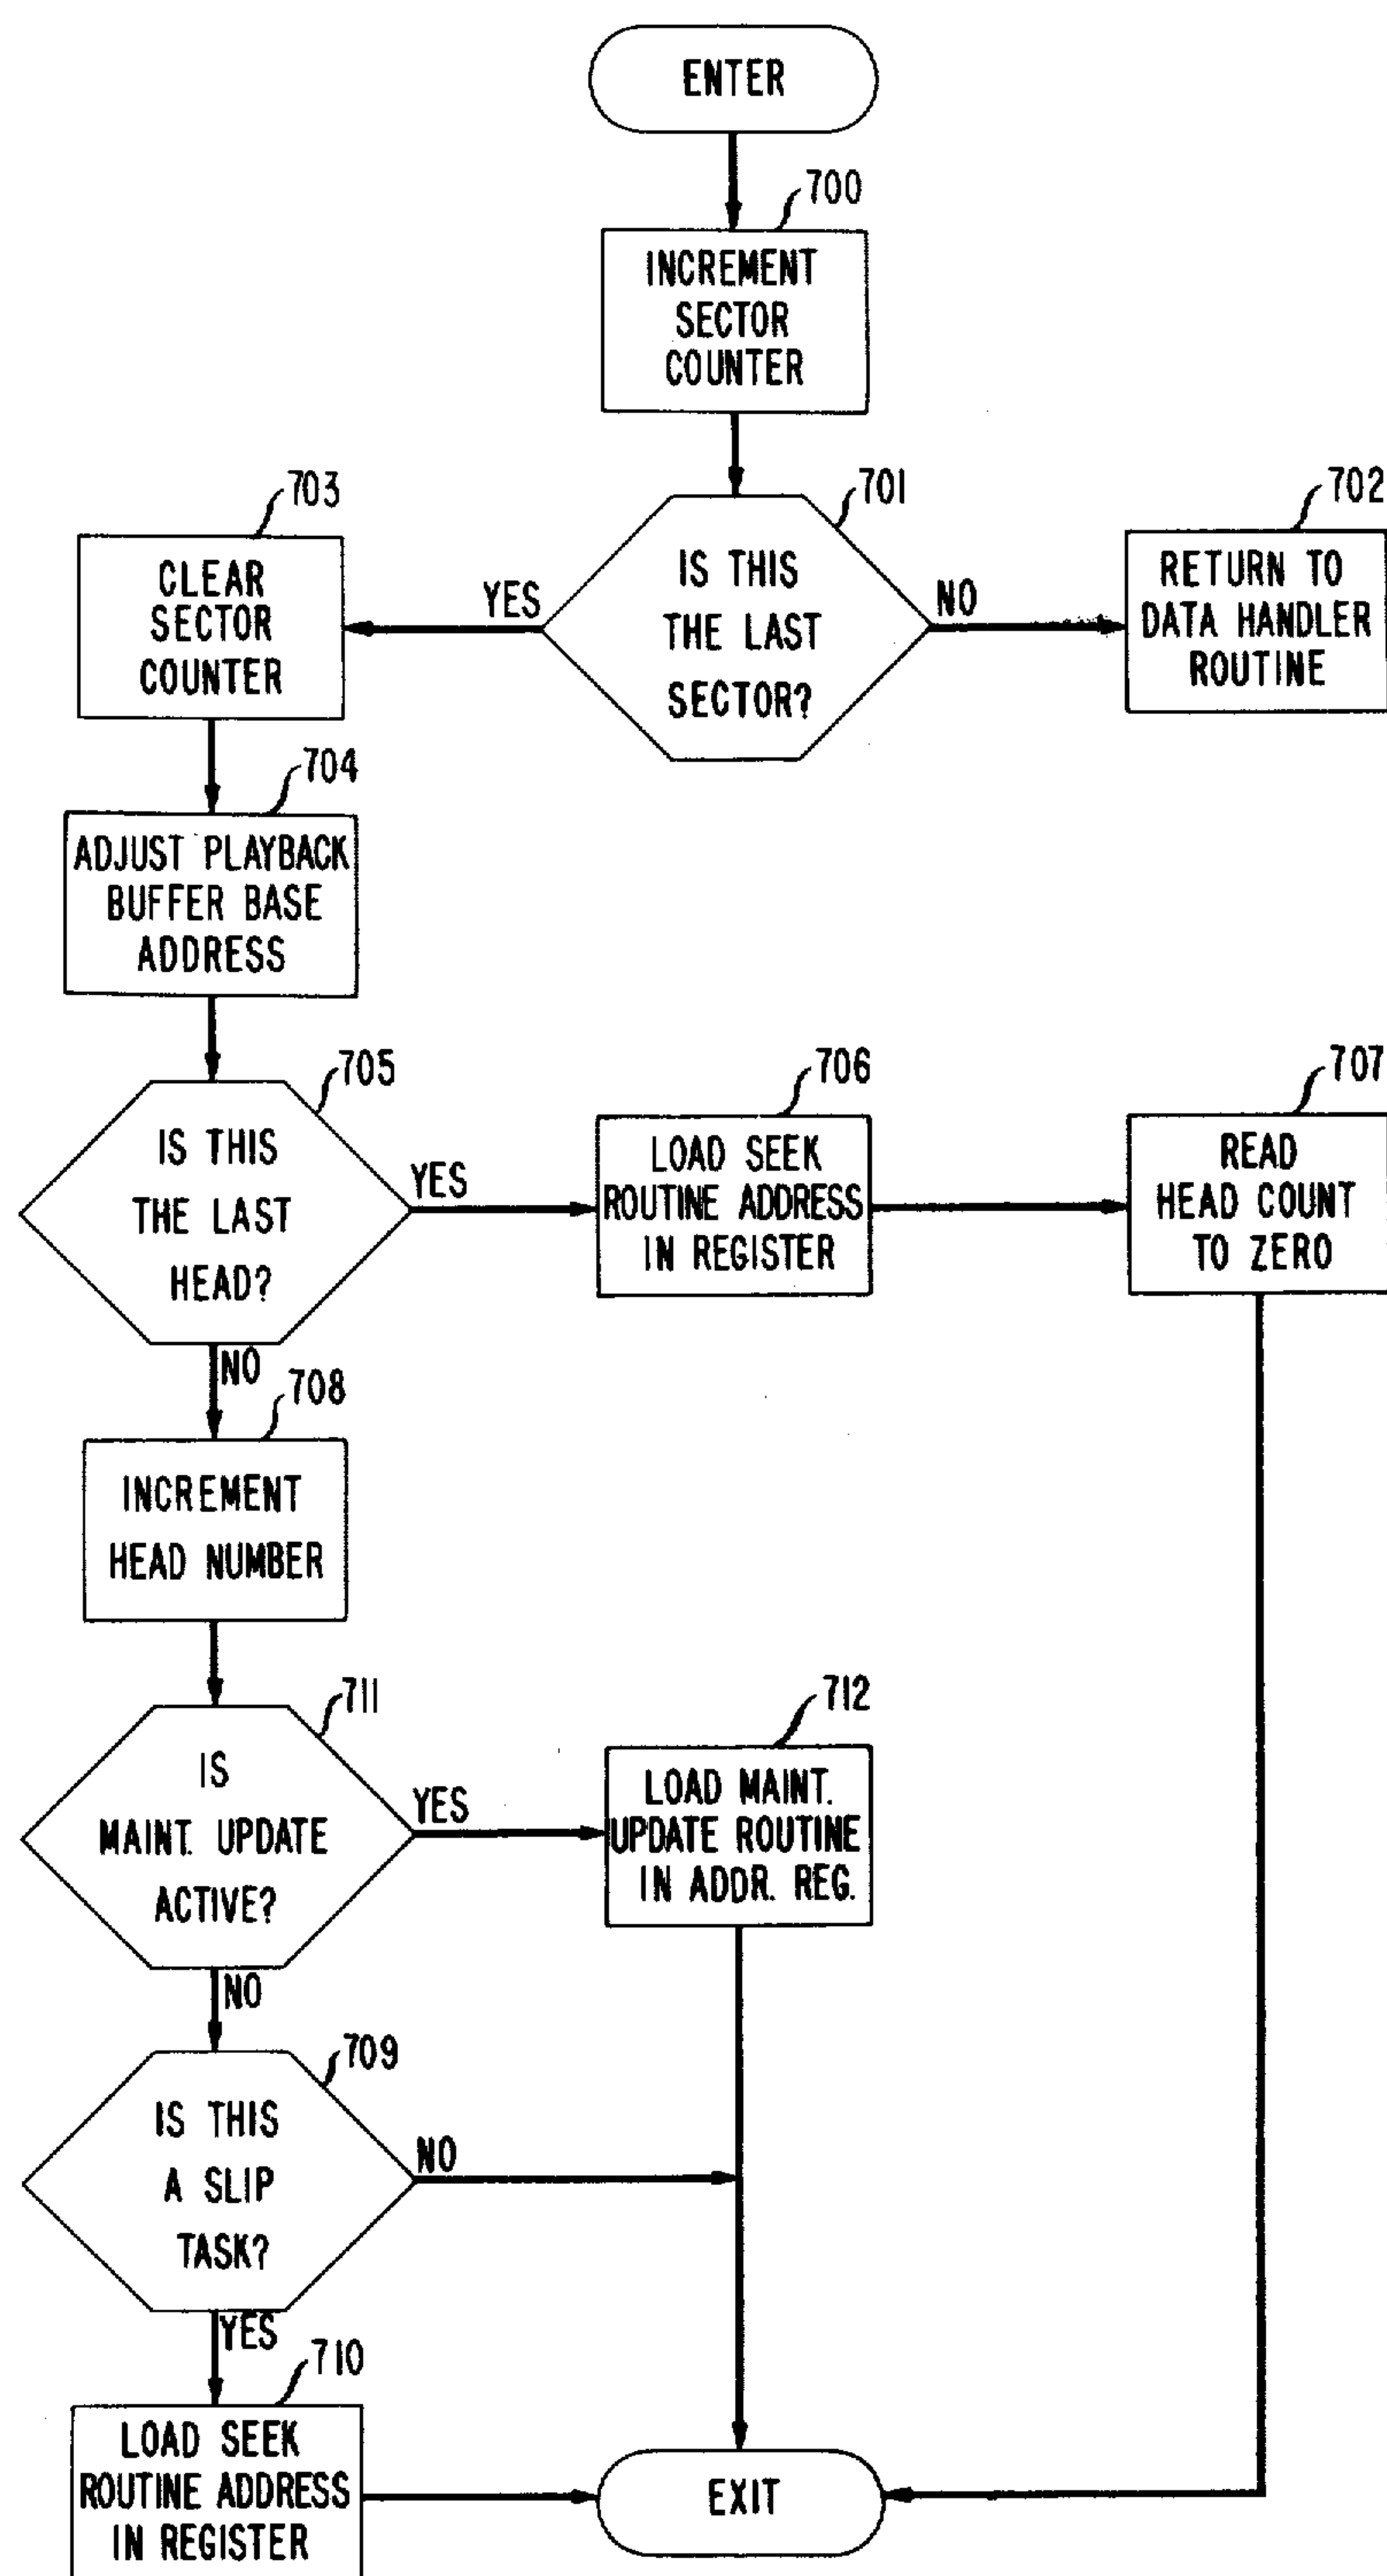 ENTER
700
INCREMENT
SECTOR
COUNTER
703
701
702
CLEAR
SECTOR
COUNTER
YES
IS THIS
THE LAST
SECTOR?
NO
RETURN TO
DATA HANDLER
ROUTINE
704
ADJUST PLAYBACK
BUFFER BASE
ADDRESS
705
706
707
IS THIS
THE LAST
HEAD?
YES
LOAD SEEK
ROUTINE ADDRESS
IN REGISTER
READ
HEAD COUNT
TO ZERO
NO
708
INCREMENT
HEAD NUMBER
711
712
IS
MAINT. UPDATE
ACTIVE?
YES
LOAD MAINT.
UPDATE ROUTINE
IN ADDR. REG.
NO
709
IS THIS
A SLIP
TASK?
NO
YES
710
LOAD SEEK
ROUTINE ADDRESS
IN REGISTER
EXIT